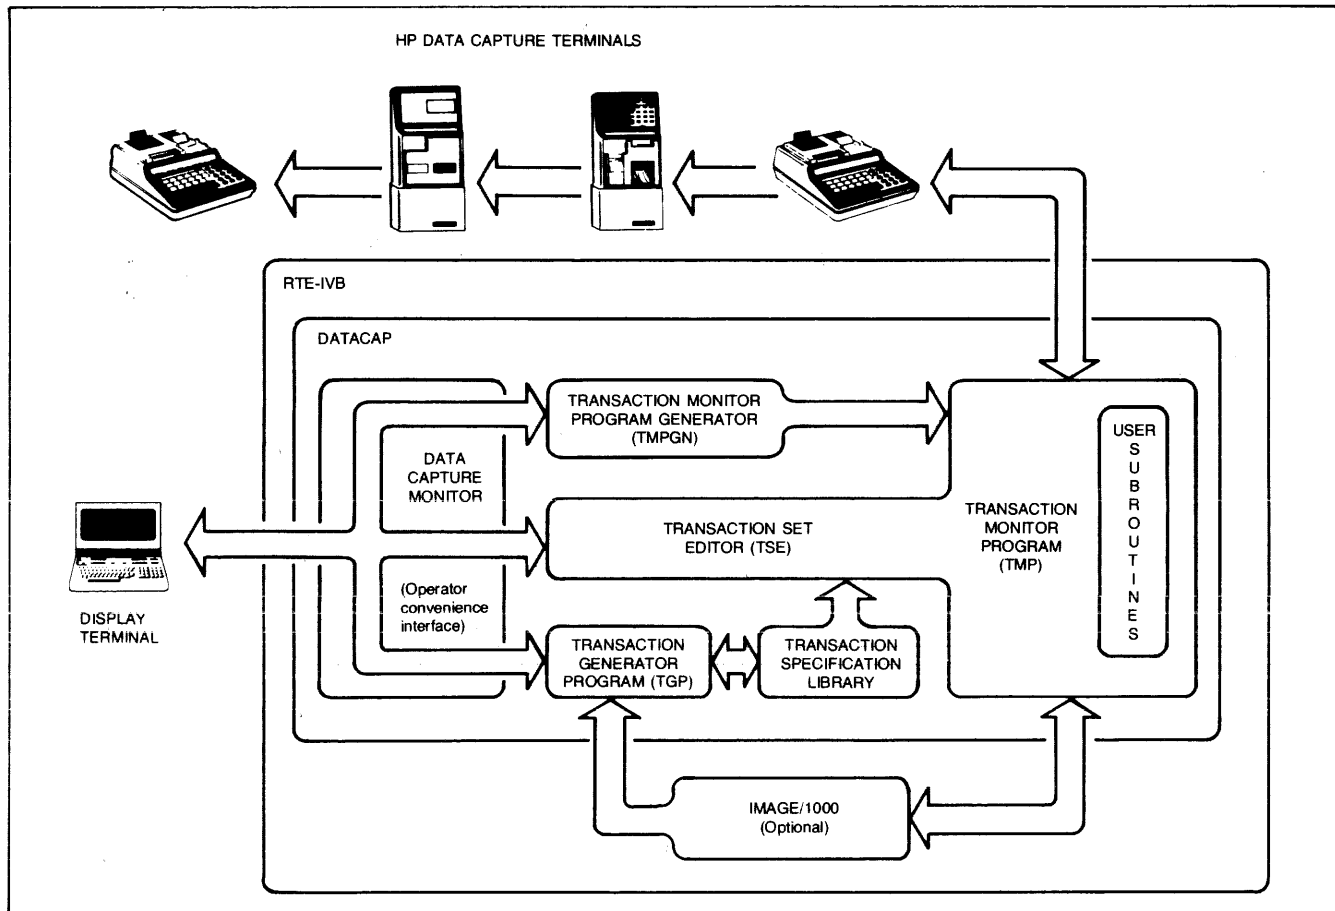 HP DATA CAPTURE TERMINALS
RTE-IVB
DATACAP
TRANSACTION MONITOR
PROGRAM GENERATOR
(TMPGN)
USER
S
U
B
R
O
U
T
I
N
E
S
DATA
CAPTURE
MONITOR
TRANSACTION SET
EDITOR (TSE)
TRANSACTION
MONITOR
PROGRAM
(TMP)
DISPLAY
TERMINAL
(Operator
convenience
interface)
TRANSACTION
GENERATOR
PROGRAM (TGP)
TRANSACTION
SPECIFICATION
LIBRARY
IMAGE/1000
(Optional)